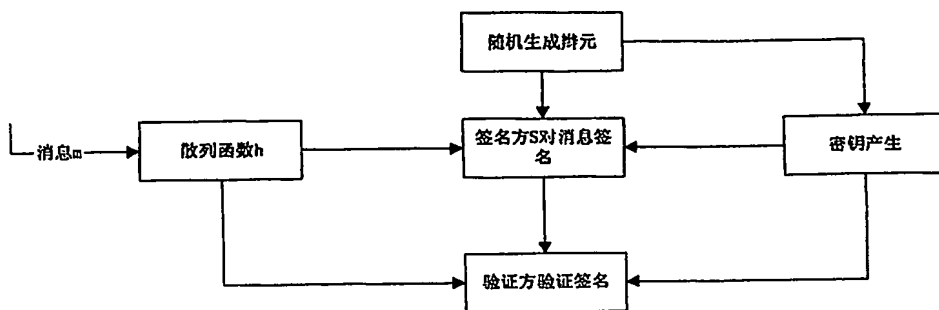 随机生成辫元
消息m
散列函数h
签名方S对消息签
名
密钥产生
验证方验证签名